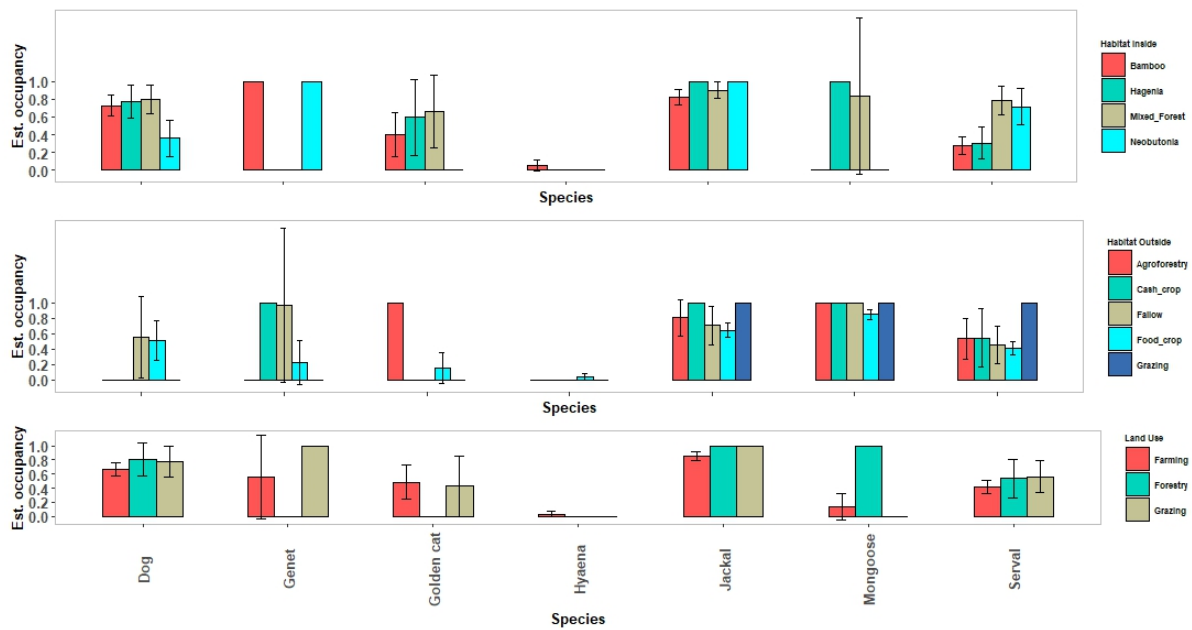 Est. occupancy
1.0
0.8
0.6
0.4
0.2
0.0
Species
Habitat Inside
Bamboo
Hagenia
Mixed_Forest
Neobutonia
Est. occupancy
1.0
0.8
0.6
0.4
0.2
0.0
Species
Habitat Outside
Agroforestry
Cash_crop
Fallow
Food_crop
Grazing
Est. occupancy
1.0
0.8
0.6
0.4
0.2
0.0
Land Use
Farming
Forestry
Grazing
Dog
Genet
Golden cat
Hyaena
Jackal
Mongoose
Serval
Species